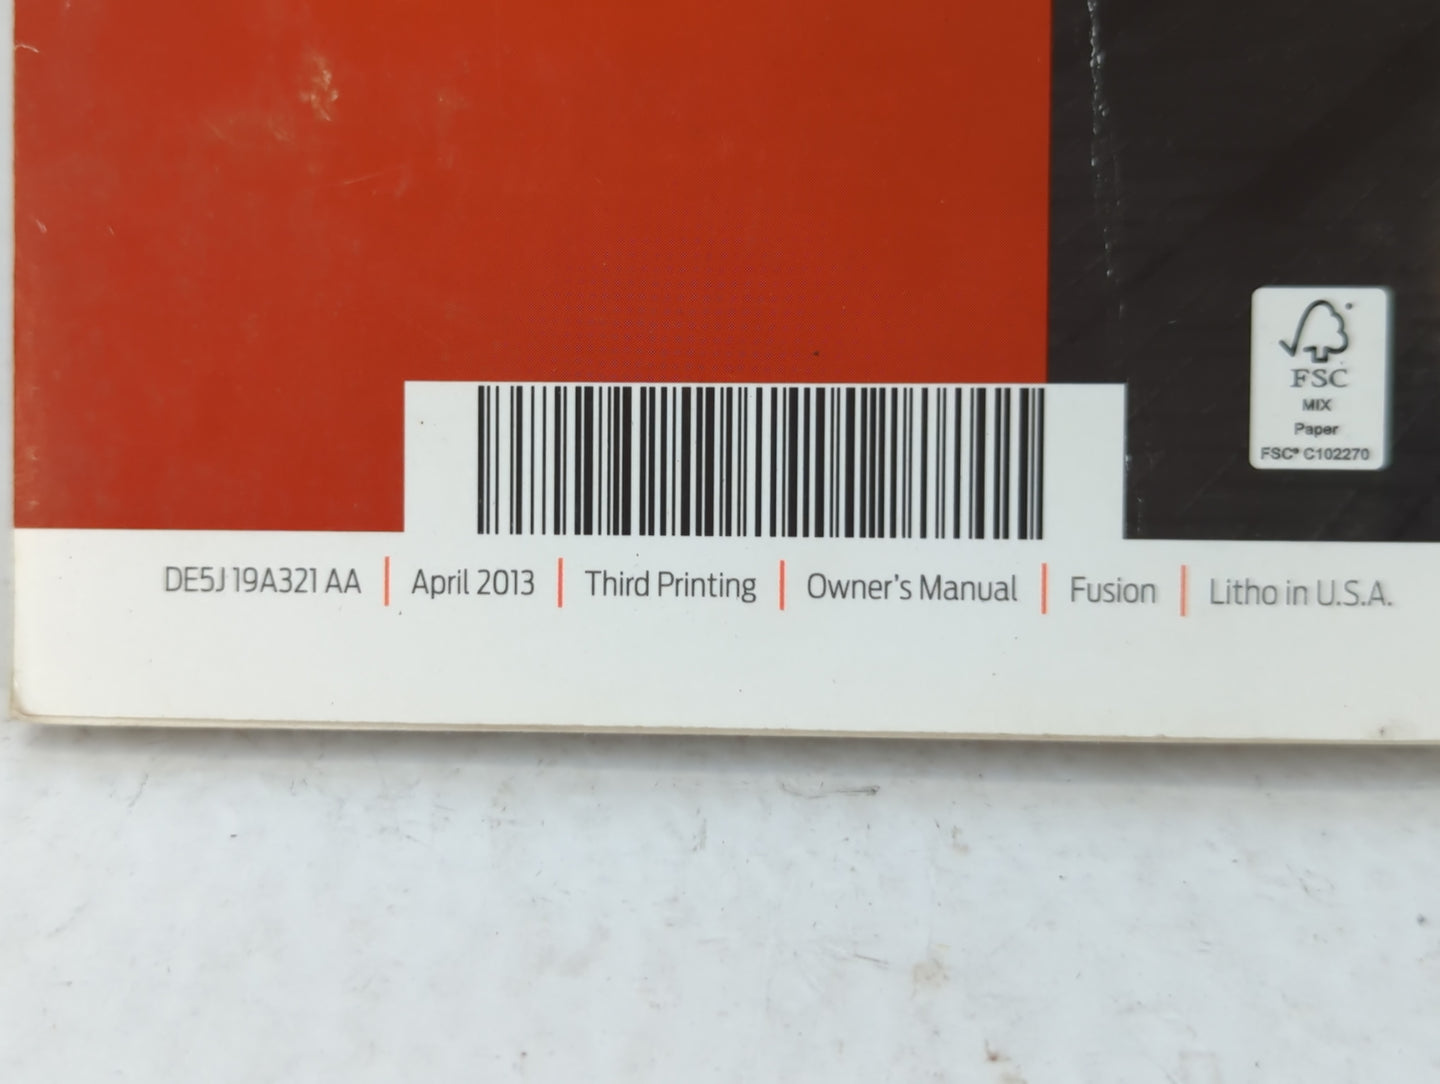 FSC
MIX
Paper
FSC® C102270
DE5J 19A321 AA | April 2013 | Third Printing | Owner's Manual | Fusion | Litho in U.S.A.